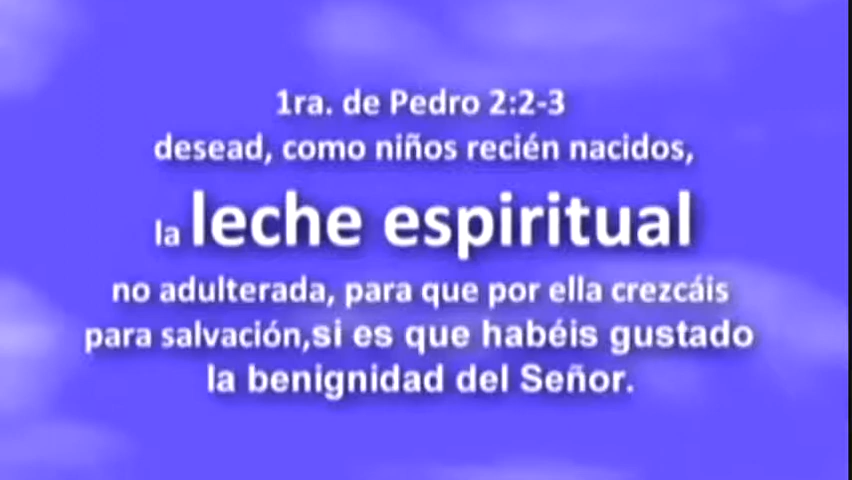 1ra. de Pedro 2:2-3
desead, como niños recién nacidos,
la leche espiritual
no adulterada, para que por ella crezcáis
para salvación,si es que habéis gustado
la benignidad del Señor.